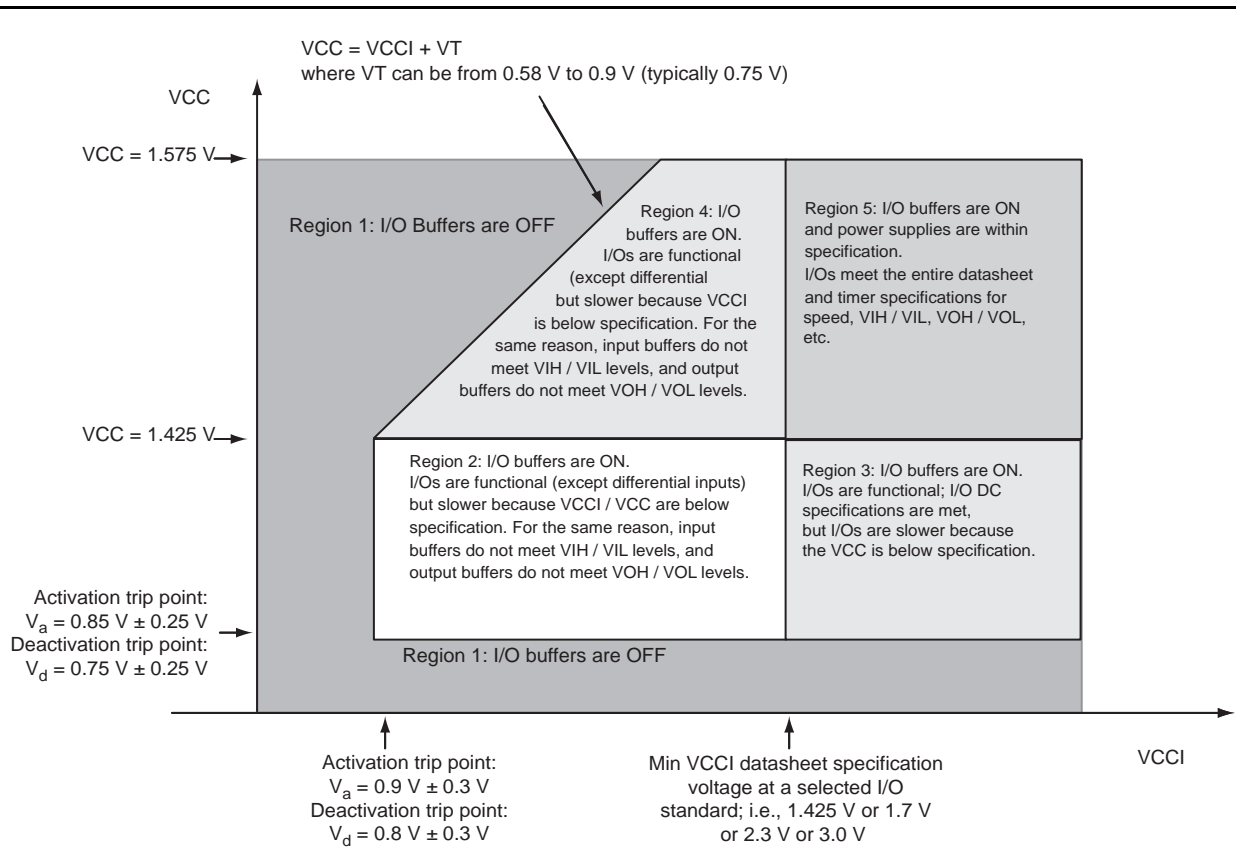 VCC = VCCI + VT
where VT can be from 0.58 V to 0.9 V (typically 0.75 V)
VCC
VCC = 1.575 V
Region 1: I/O Buffers are OFF
Region 4: I/O
buffers are ON.
I/Os are functional
(except differential
but slower because VCCI
is below specification. For the
same reason, input buffers do not
meet VIH / VIL levels, and output
buffers do not meet VOH / VOL levels.
Region 5: I/O buffers are ON
and power supplies are within
specification.
I/Os meet the entire datasheet
and timer specifications for
speed, VIH / VIL, VOH / VOL,
etc.
VCC = 1.425 V
Region 2: I/O buffers are ON.
I/Os are functional (except differential inputs)
but slower because VCCI / VCC are below
specification. For the same reason, input
buffers do not meet VIH / VIL levels, and
output buffers do not meet VOH / VOL levels.
Region 3: I/O buffers are ON.
I/Os are functional; I/O DC
specifications are met,
but I/Os are slower because
the VCC is below specification.
Activation trip point:
Va = 0.85 V ± 0.25 V
Deactivation trip point:
Vd = 0.75 V ± 0.25 V
Region 1: I/O buffers are OFF
Activation trip point:
Va = 0.9 V ± 0.3 V
Deactivation trip point:
Vd = 0.8 V ± 0.3 V
Min VCCI datasheet specification
voltage at a selected I/O
standard; i.e., 1.425 V or 1.7 V
or 2.3 V or 3.0 V
VCCI